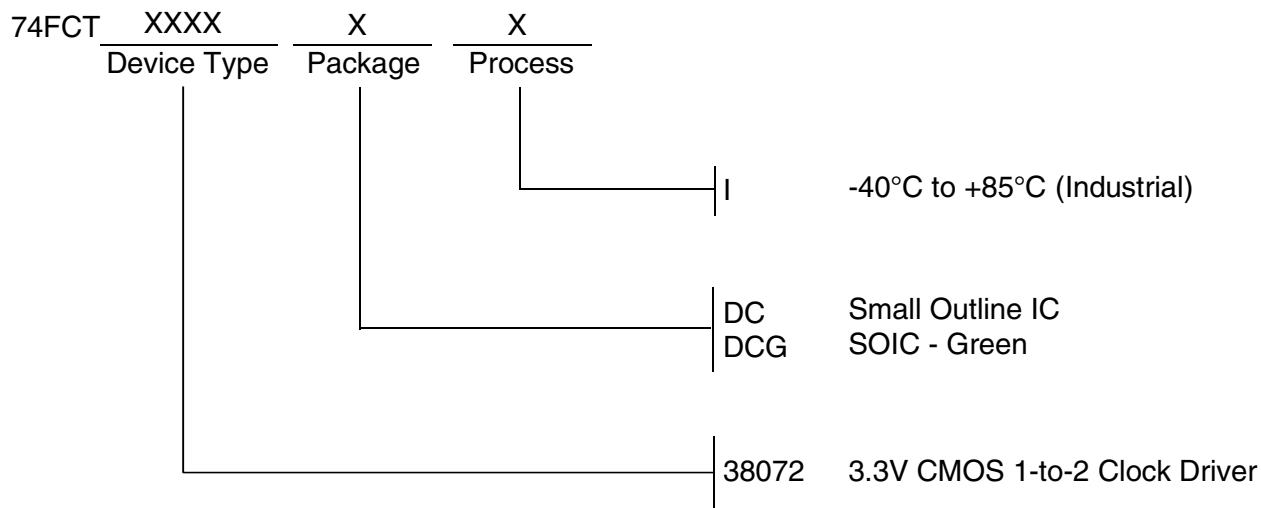 74FCT XXXX X X
Device Type Package Process
I -40°C to +85°C (Industrial)
DC Small Outline IC
DCG SOIC - Green
38072 3.3V CMOS 1-to-2 Clock Driver